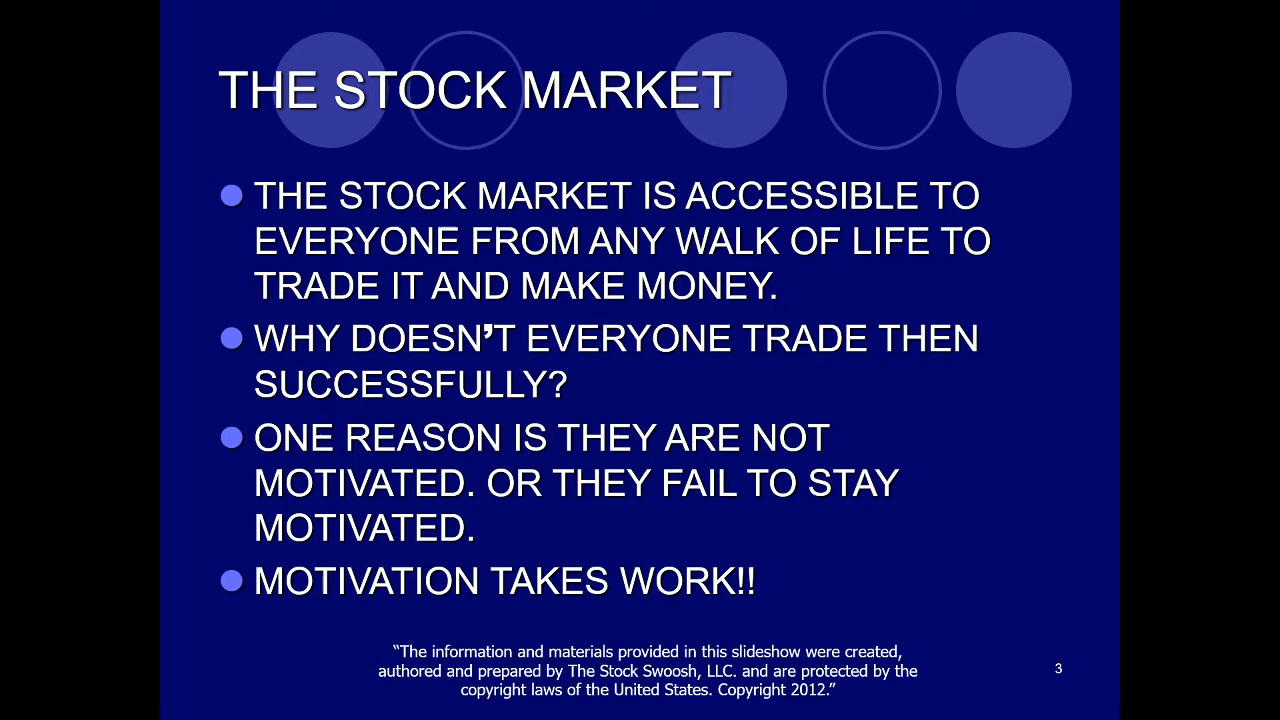 THE STOCK MARKET
THE STOCK MARKET IS ACCESSIBLE TO
EVERYONE FROM ANY WALK OF LIFE TO
TRADE IT AND MAKE MONEY.
WHY DOESN’T EVERYONE TRADE THEN
SUCCESSFULLY?
ONE REASON IS THEY ARE NOT
MOTIVATED. OR THEY FAIL TO STAY
MOTIVATED.
MOTIVATION TAKES WORK!!
“The information and materials provided in this slideshow were created,
authored and prepared by The Stock Swoosh, LLC. and are protected by the
copyright laws of the United States. Copyright 2012.”
3